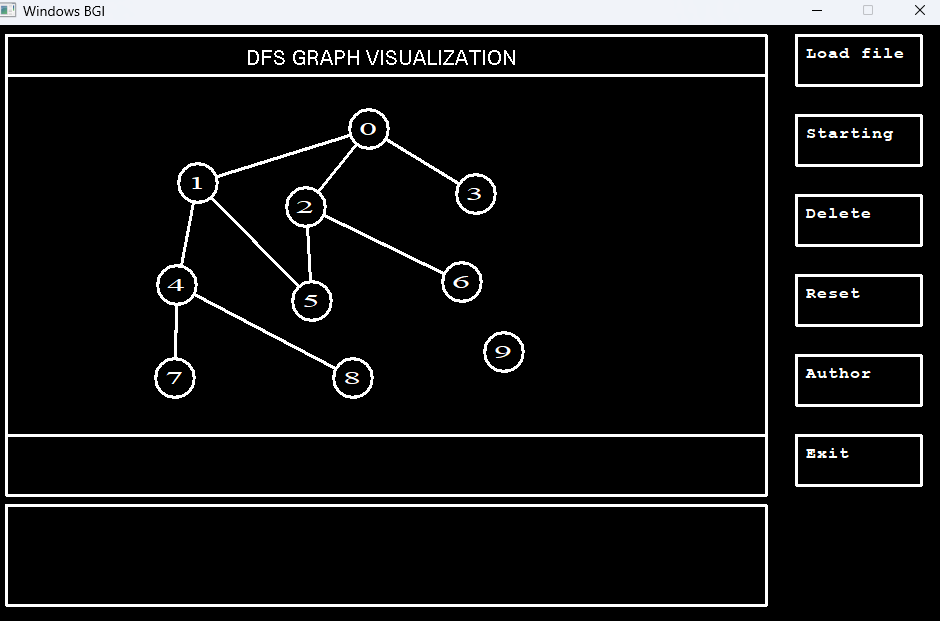 Windows BGI
DFS GRAPH VISUALIZATION
Load file
Starting
Delete
Reset
Author
Exit
0
1
2
3
4
5
6
7
8
9